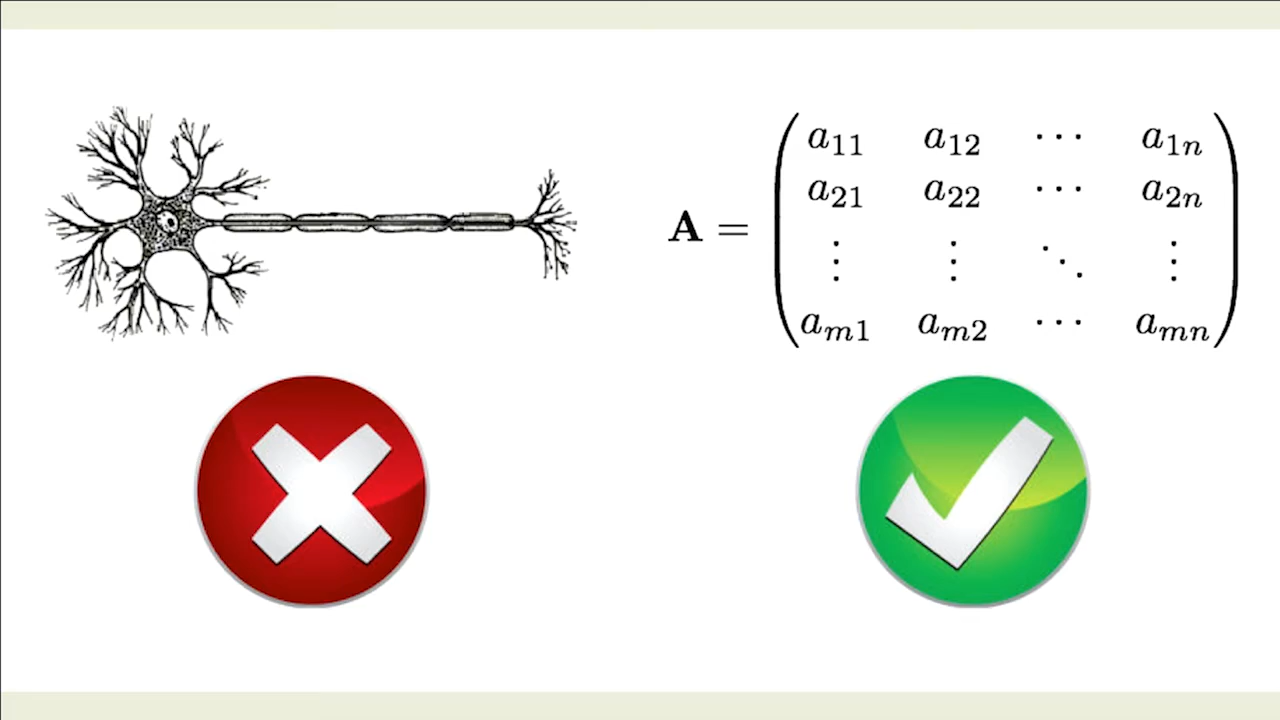 a₁₁ a₁₂ ⋯ a₁ₙ
a₂₁ a₂₂ ⋯ a₂ₙ
A =
⋮ ⋮ ⋱ ⋮
aₘ₁ aₘ₂ ⋯ aₘₙ